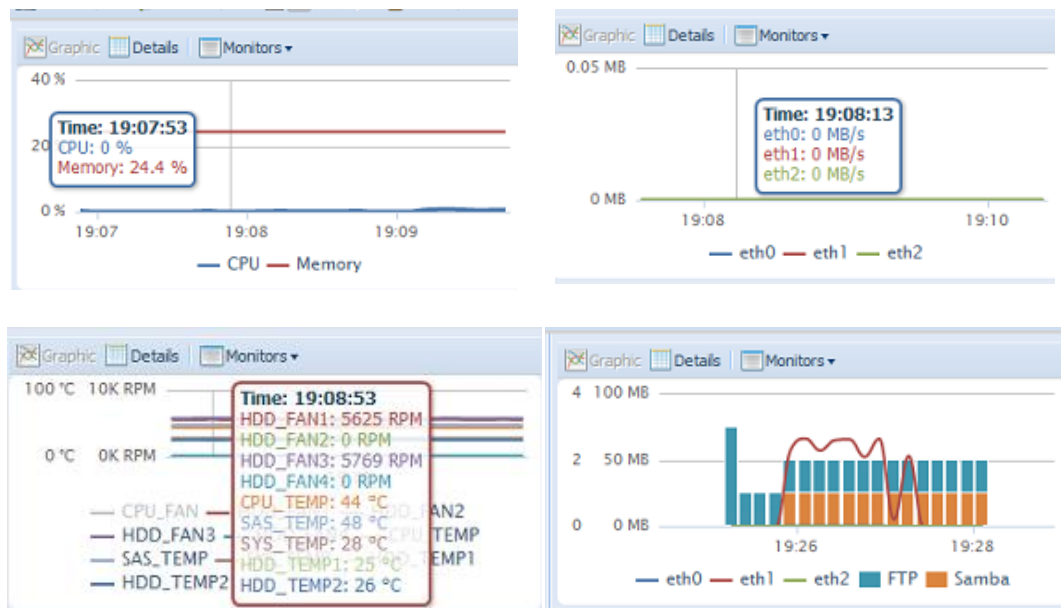 Graphic Details Monitors
40 %
Time: 19:07:53
CPU: 0 %
Memory: 24.4 %
20
0 %
19:07 19:08 19:09
CPU Memory
Graphic Details Monitors
0.05 MB
Time: 19:08:13
eth0: 0 MB/s
eth1: 0 MB/s
eth2: 0 MB/s
0 MB
19:08 19:10
eth0 eth1 eth2
Graphic Details Monitors
100 °C 10K RPM
Time: 19:08:53
HDD_FAN1: 5625 RPM
HDD_FAN2: 0 RPM
HDD_FAN3: 5769 RPM
HDD_FAN4: 0 RPM
CPU_TEMP: 44 °C
SAS_TEMP: 48 °C
SYS_TEMP: 28 °C
HDD_TEMP1: 25 °C
HDD_TEMP2: 26 °C
0 °C 0K RPM
CPU_FAN FAN2
HDD_FAN3 TEMP
SAS_TEMP EMP1
HDD_TEMP2
Graphic Details Monitors
4 100 MB
2 50 MB
0 0 MB
19:26 19:28
eth0 eth1 eth2 FTP Samba